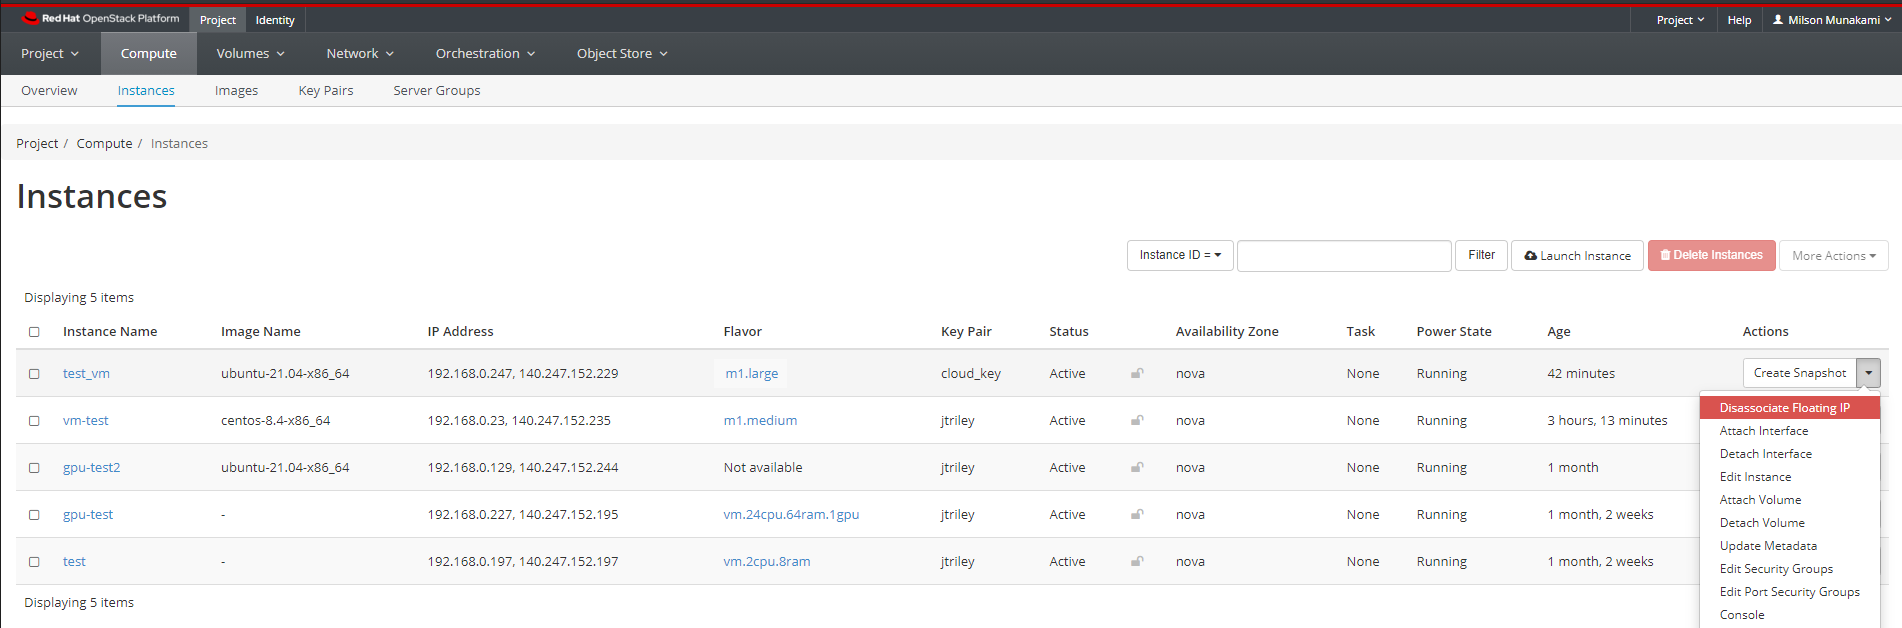 Red Hat OpenStack Platform Project Identity Project Help Milson Munakami
Project Compute Volumes Network Orchestration Object Store
Overview Instances Images Key Pairs Server Groups
Project / Compute / Instances
Instances
Instance ID = Filter Launch Instance Delete Instances More Actions
Displaying 5 items
Instance Name Image Name IP Address Flavor Key Pair Status Availability Zone Task Power State Age Actions
test_vm ubuntu-21.04-x86_64 192.168.0.247, 140.247.152.229 m1.large cloud_key Active nova None Running 42 minutes Create Snapshot
Disassociate Floating IP
vm-test centos-8.4-x86_64 192.168.0.23, 140.247.152.235 m1.medium jtriley Active nova None Running 3 hours, 13 minutes
Attach Interface
Detach Interface
gpu-test2 ubuntu-21.04-x86_64 192.168.0.129, 140.247.152.244 Not available jtriley Active nova None Running 1 month
Edit Instance
Attach Volume
gpu-test - 192.168.0.227, 140.247.152.195 vm.24cpu.64ram.1gpu jtriley Active nova None Running 1 month, 2 weeks
Detach Volume
Update Metadata
test - 192.168.0.197, 140.247.152.197 vm.2cpu.8ram jtriley Active nova None Running 1 month, 2 weeks
Edit Security Groups
Edit Port Security Groups
Displaying 5 items
Console